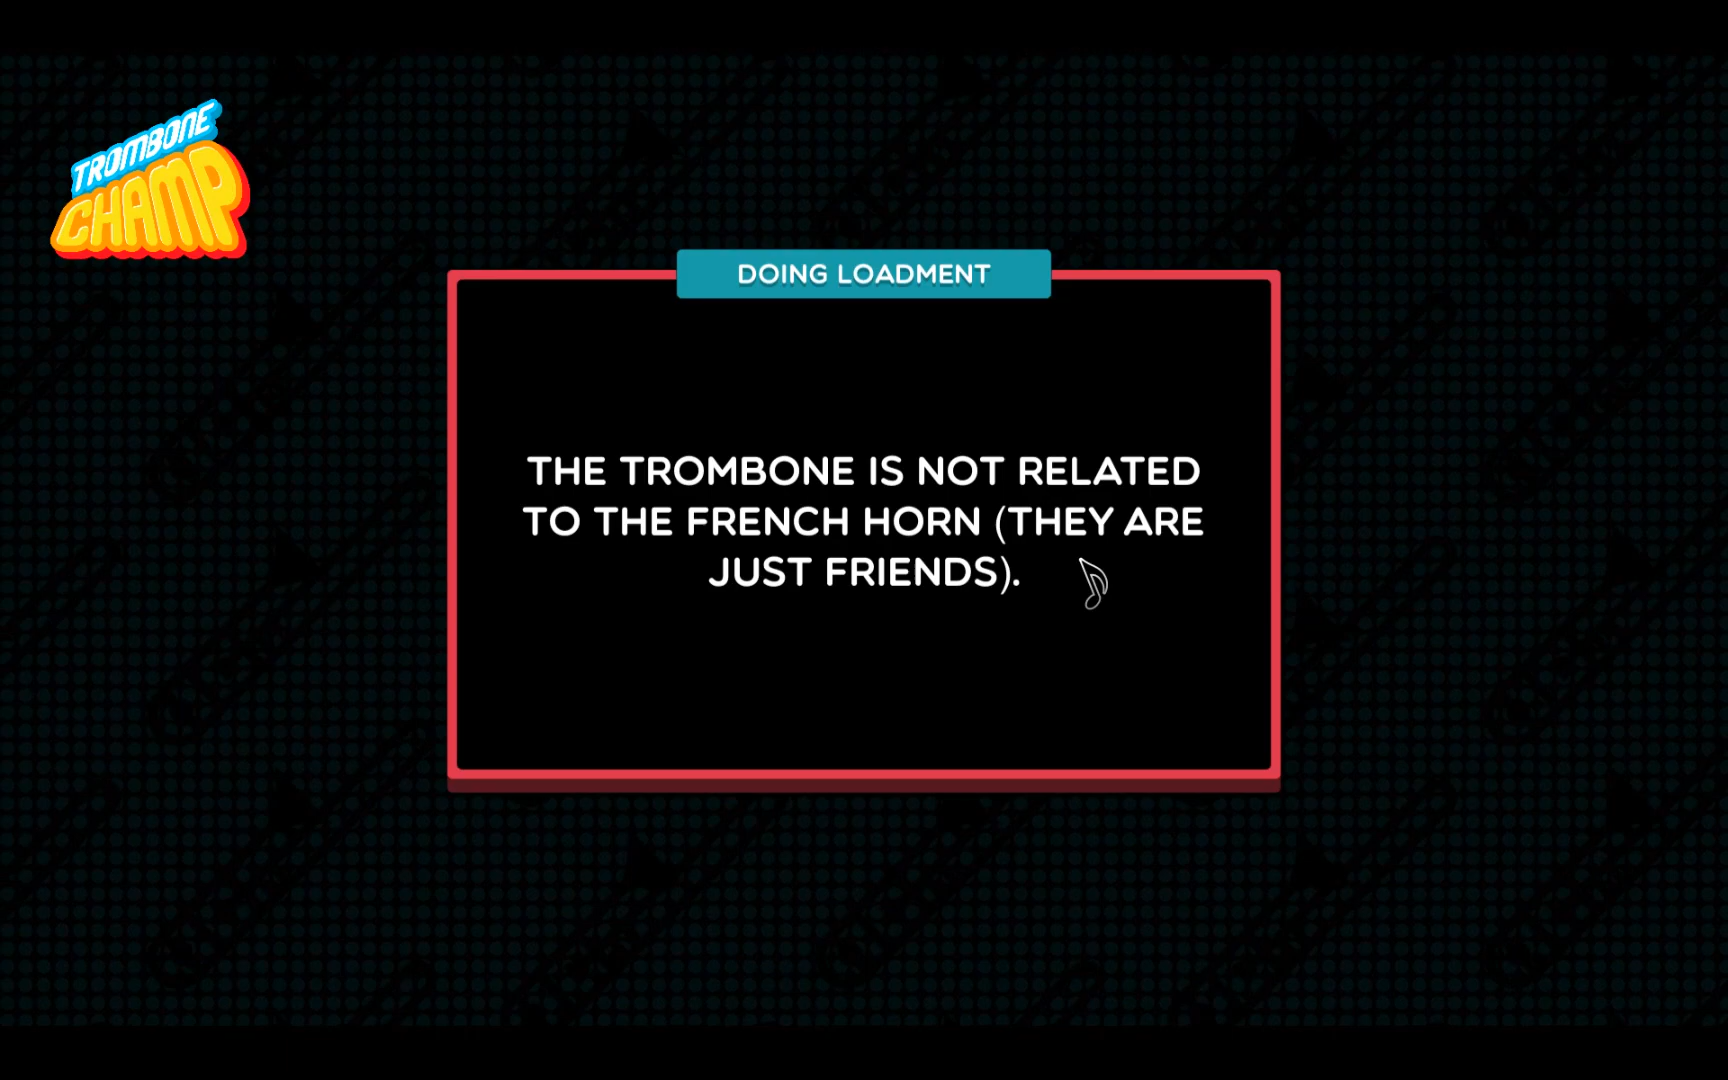 TROMBONE
CHAMP
DOING LOADMENT
THE TROMBONE IS NOT RELATED
TO THE FRENCH HORN (THEY ARE
JUST FRIENDS).